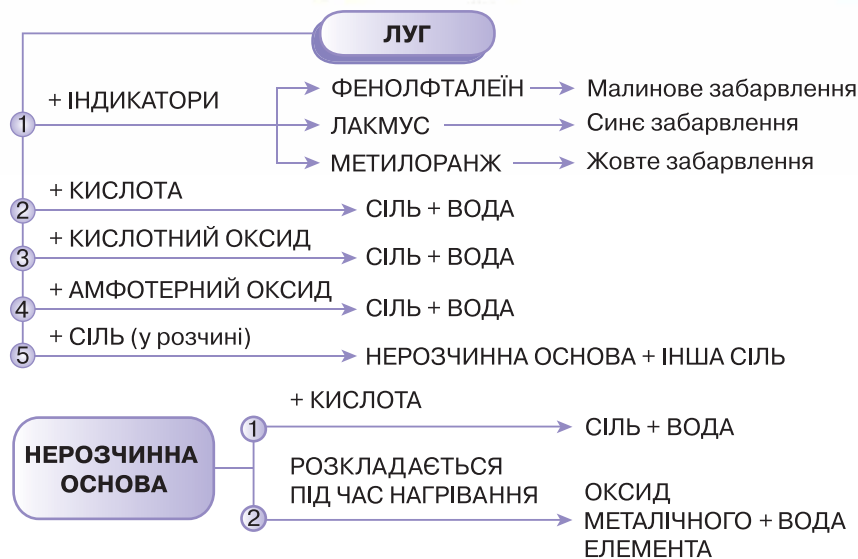 ЛУГ
+ ІНДИКАТОРИ
ФЕНОЛФТАЛЕЇН Малинове забарвлення
1 ЛАКМУС Синє забарвлення
МЕТИЛОРАНЖ Жовте забарвлення
+ КИСЛОТА
2 СІЛЬ + ВОДА
+ КИСЛОТНИЙ ОКСИД
3 СІЛЬ + ВОДА
+ АМФОТЕРНИЙ ОКСИД
4 СІЛЬ + ВОДА
+ СІЛЬ (у розчині)
5 НЕРОЗЧИННА ОСНОВА + ІНША СІЛЬ
НЕРОЗЧИННА
ОСНОВА
+ КИСЛОТА
1 СІЛЬ + ВОДА
РОЗКЛАДАЄТЬСЯ
ПІД ЧАС НАГРІВАННЯ
2
ОКСИД
МЕТАЛІЧНОГО + ВОДА
ЕЛЕМЕНТА